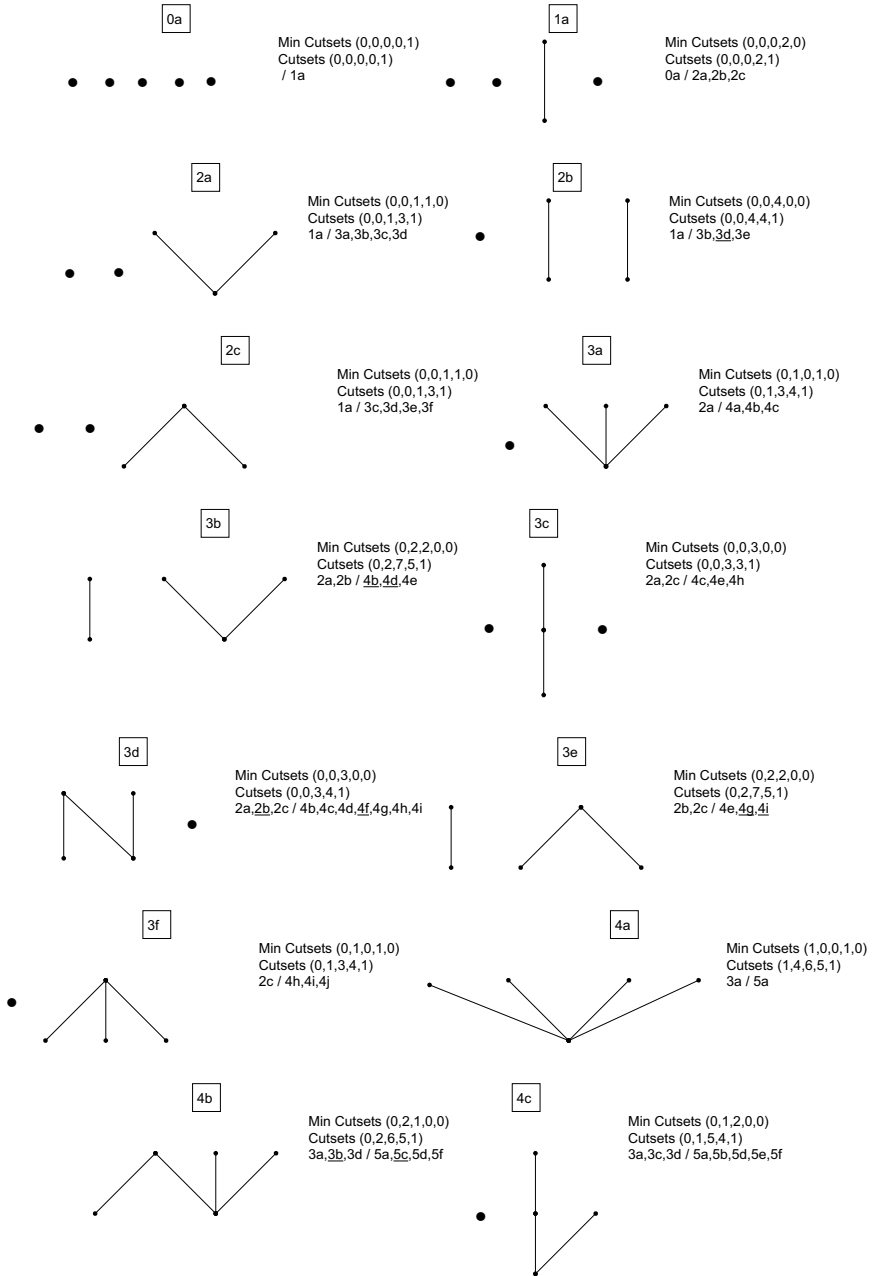 0a
Min Cutsets (0,0,0,0,1)
Cutsets (0,0,0,0,1)
/ 1a
1a
Min Cutsets (0,0,0,2,0)
Cutsets (0,0,0,2,1)
0a / 2a,2b,2c
2a
Min Cutsets (0,0,1,1,0)
Cutsets (0,0,1,3,1)
1a / 3a,3b,3c,3d
2b
Min Cutsets (0,0,4,0,0)
Cutsets (0,0,4,4,1)
1a / 3b,3d,3e
2c
Min Cutsets (0,0,1,1,0)
Cutsets (0,0,1,3,1)
1a / 3c,3d,3e,3f
3a
Min Cutsets (0,1,0,1,0)
Cutsets (0,1,3,4,1)
2a / 4a,4b,4c
3b
Min Cutsets (0,2,2,0,0)
Cutsets (0,2,7,5,1)
2a,2b / 4b,4d,4e
3c
Min Cutsets (0,0,3,0,0)
Cutsets (0,0,3,3,1)
2a,2c / 4c,4e,4h
3d
Min Cutsets (0,0,3,0,0)
Cutsets (0,0,3,4,1)
2a,2b,2c / 4b,4c,4d,4f,4g,4h,4i
3e
Min Cutsets (0,2,2,0,0)
Cutsets (0,2,7,5,1)
2b,2c / 4e,4g,4i
3f
Min Cutsets (0,1,0,1,0)
Cutsets (0,1,3,4,1)
2c / 4h,4i,4j
4a
Min Cutsets (1,0,0,1,0)
Cutsets (1,4,6,5,1)
3a / 5a
4b
Min Cutsets (0,2,1,0,0)
Cutsets (0,2,6,5,1)
3a,3b,3d / 5a,5c,5d,5f
4c
Min Cutsets (0,1,2,0,0)
Cutsets (0,1,5,4,1)
3a,3c,3d / 5a,5b,5d,5e,5f